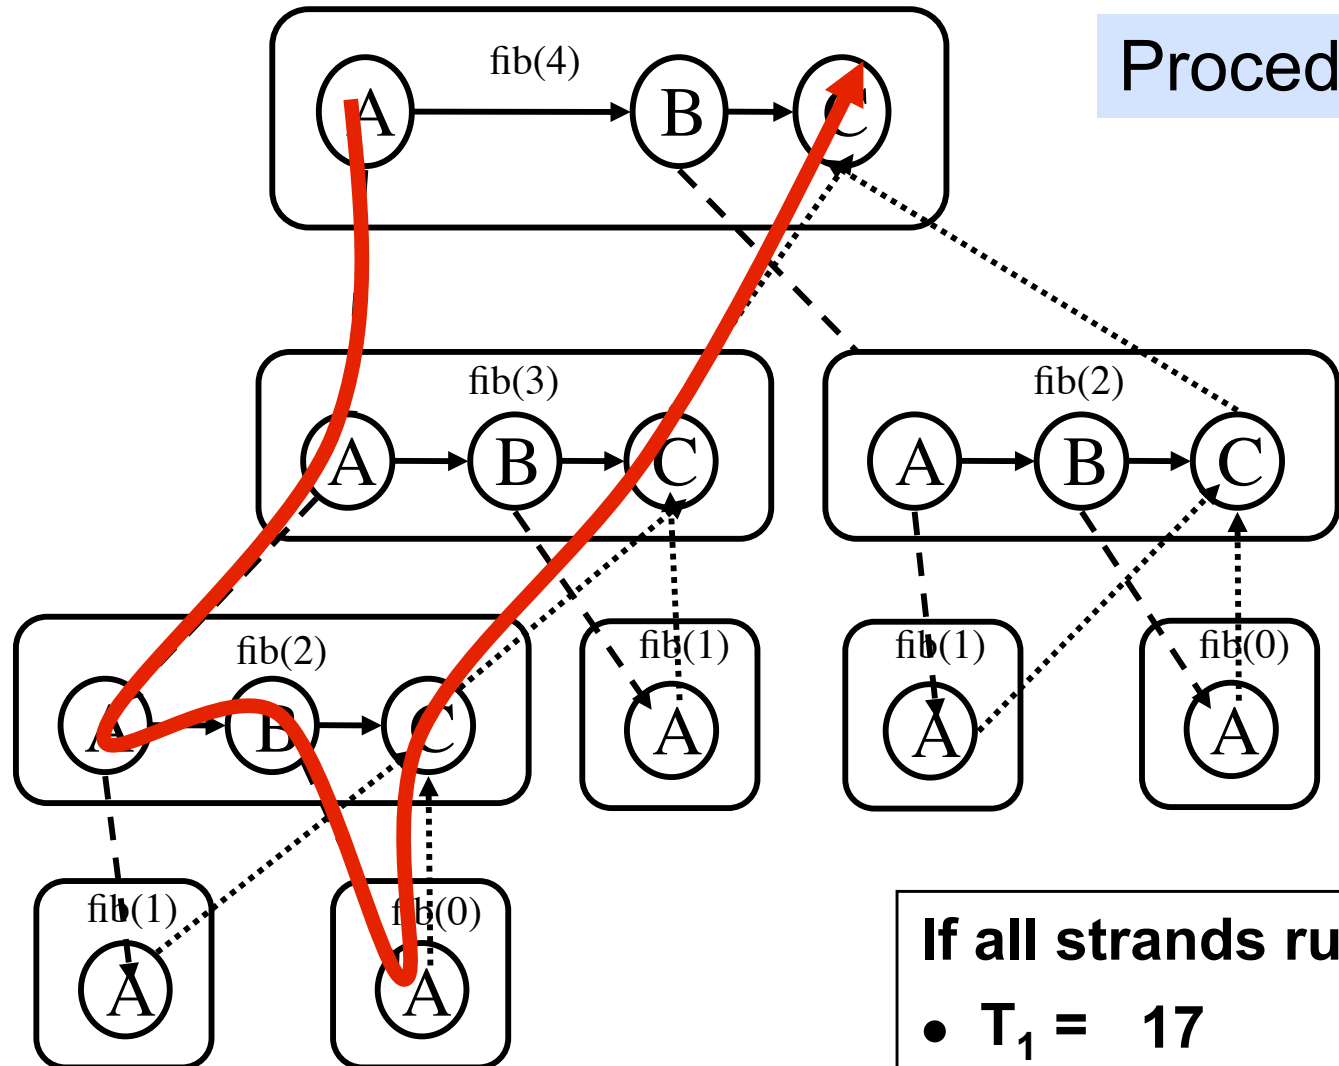 fib(4)
Proced
A B C
fib(3)
fib(2)
A B C
A B C
fib(2)
fib(1)
fib(1)
fib(0)
A B C
A
A
A
fib(1)
fib(0)
A
A
If all strands ru
• T₁ = 17